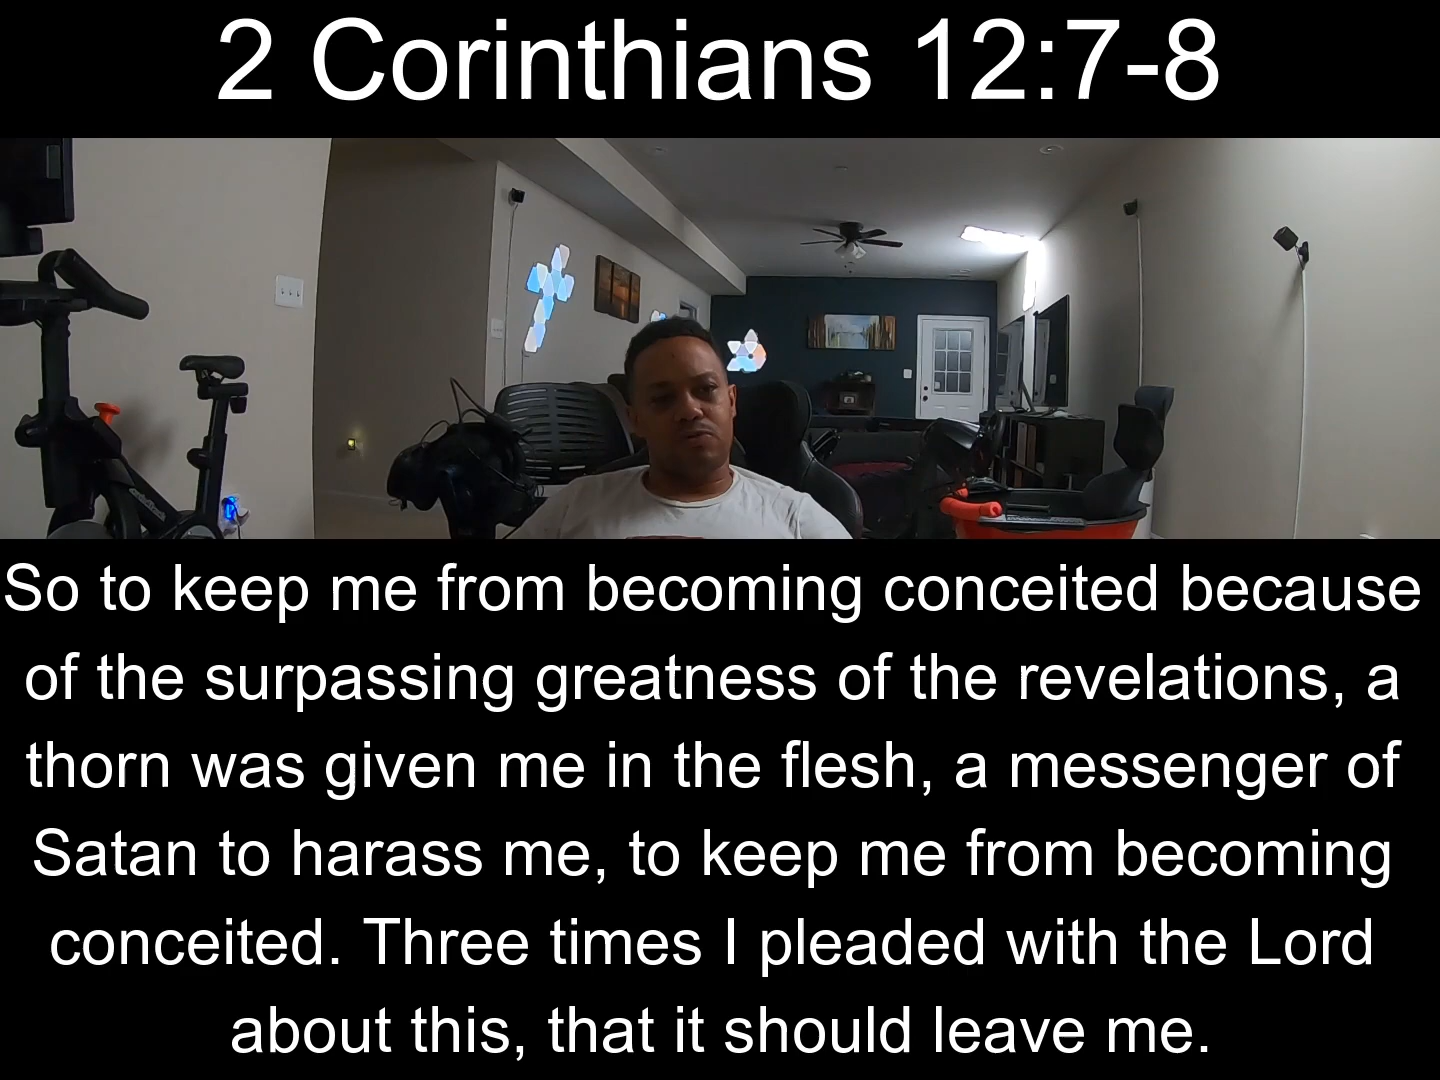 2 Corinthians 12:7-8
So to keep me from becoming conceited because
of the surpassing greatness of the revelations, a
thorn was given me in the flesh, a messenger of
Satan to harass me, to keep me from becoming
conceited. Three times I pleaded with the Lord
about this, that it should leave me.